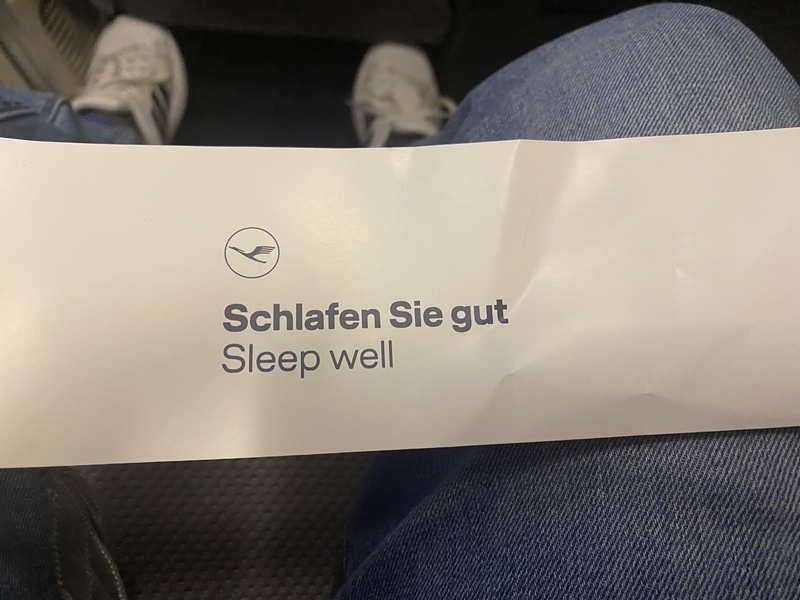 Schlafen Sie gut
Sleep well